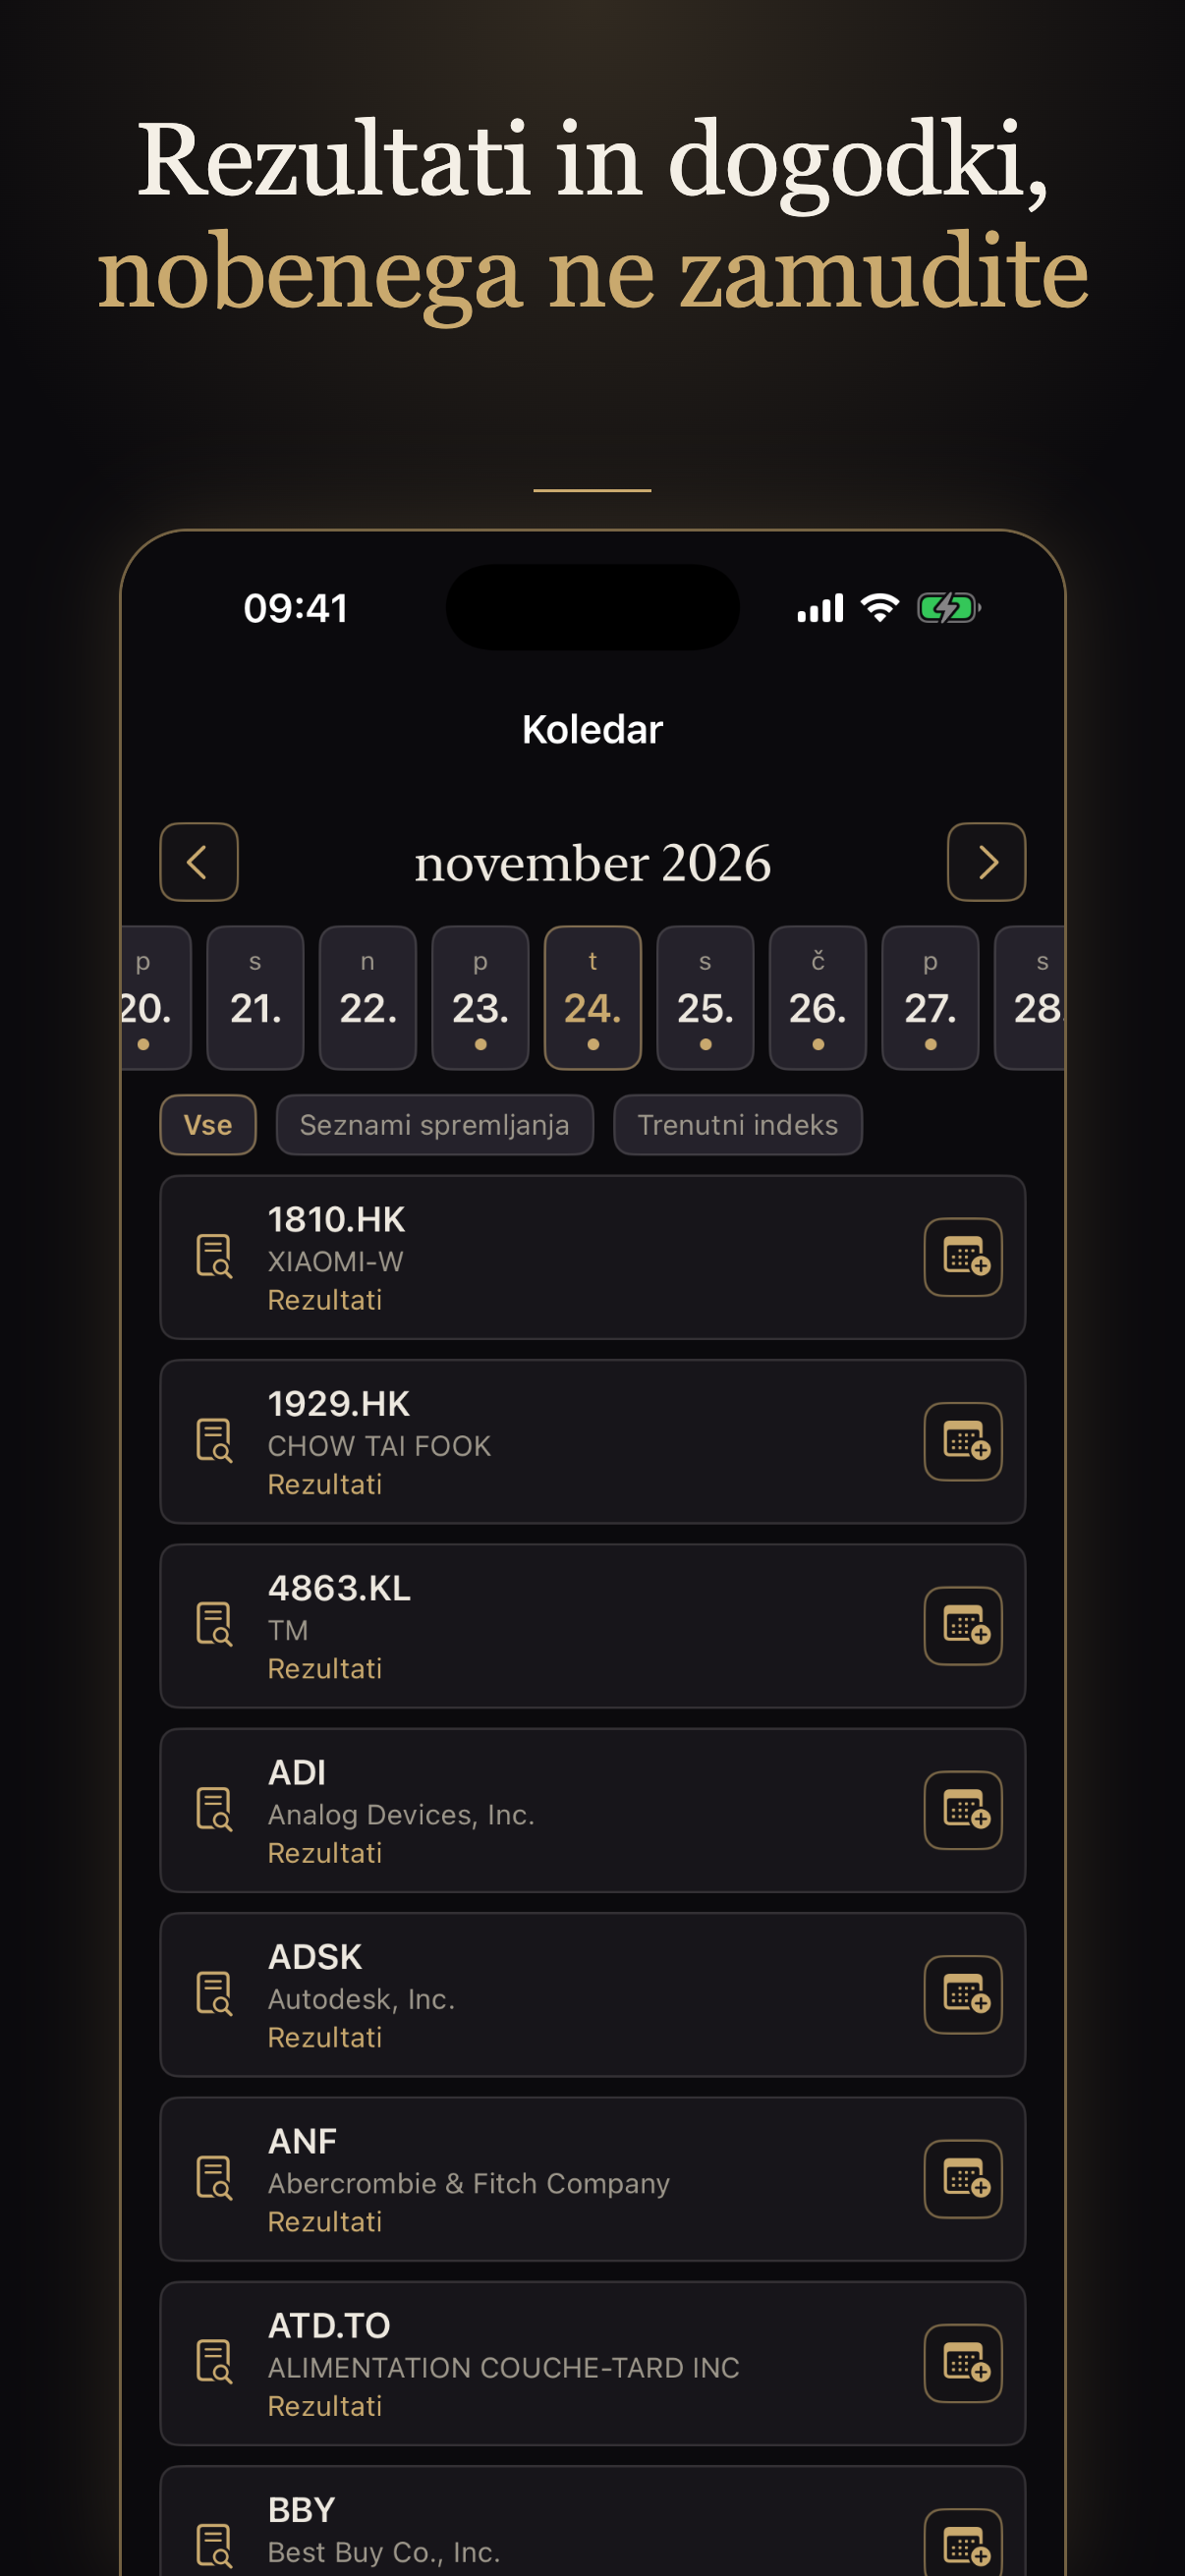 Rezultati in dogodki,
nobenega ne zamudite
09:41
Koledar
november 2026
p s n p t s č p s
20. 21. 22. 23. 24. 25. 26. 27. 28.
Vse Seznami spremljanja Trenutni indeks
1810.HK
XIAOMI-W
Rezultati
1929.HK
CHOW TAI FOOK
Rezultati
4863.KL
TM
Rezultati
ADI
Analog Devices, Inc.
Rezultati
ADSK
Autodesk, Inc.
Rezultati
ANF
Abercrombie & Fitch Company
Rezultati
ATD.TO
ALIMENTATION COUCHE-TARD INC
Rezultati
BBY
Best Buy Co., Inc.